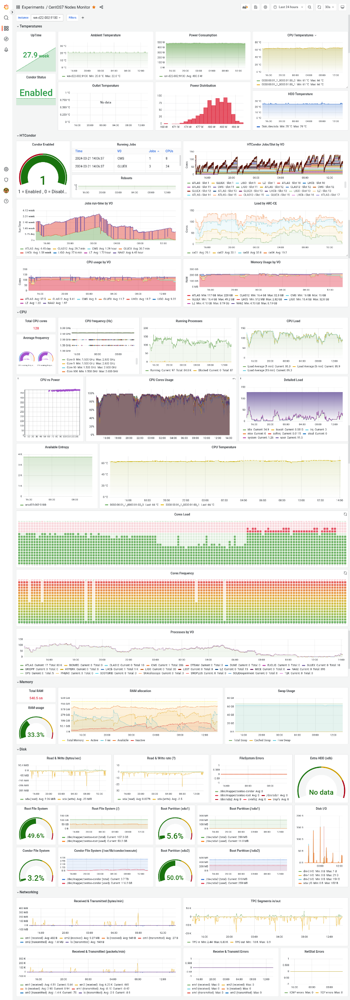 Experiments / CentOS7 Nodes Monitor
Last 24 hours
30s
Instance wn-d22-002:9100 Filters +
Temperatures
UpTime
27.9 week
Condor Status
Enabled
Ambient Temperature
30 °C
20 °C
10 °C
0 °C
16:00 20:00 00:00 04:00 08:00 12:00
wn-d22-002:9100 Min: 20.0 °C Max: 22.0 °C
Power Consumption
500 W
400 W
300 W
200 W
100 W
0 W
16:00 20:00 00:00 04:00 08:00 12:00
wn-d22-002:9100 Avg: 480.5 W
CPU Temperatures
80 °C
60 °C
40 °C
20 °C
0 °C
16:00 20:00 00:00 04:00 08:00 12:00
0000:00:01_1_0000:01:00_0 Min: 61 °C Max: 66 °C
0000:00:01_1_0000:01:00_1 Min: 61 °C Max: 66 °C
Outlet Temperature
1 °C
0.750 °C
0.500 °C
0.250 °C
0 °C
No data
16:00 20:00 00:00 04:00 08:00 12:00
Power Distribution
100
75
50
25
0
468 W 471 W 474 W 477 W 480 W 483 W 486 W
HDD Temperature
30 °C
20 °C
10 °C
0 °C
16:00 20:00 00:00 04:00 08:00 12:00
Disk /dev/sda Min: 25 °C Max: 29 °C
HTCondor
Condor Enabled
1
1 = Enabled , 0 = Disabl...
Running Jobs
Time VO Jobs CPUs
2024-03-21 14:06:37 CMS 1 8
2024-03-21 14:06:37 GLUEX 3 24
Reboots
10
5
0
16:00 20:00 00:00 04:00 08:00 12:00
HTCondor Jobs/Slot by VO
Cores
150
100
50
0
16:00 20:00 00:00 04:00 08:00 12:00
ATLAS - Slot 1 GLUEX - Slot 1 LIGO - Slot 1 LZ - Slot 1 ATLAS - Slot 10 LHCb - Slot 10
ATLAS - Slot 11 CMS - Slot 11 LIGO - Slot 11 ATLAS - Slot 12 CLAS12 - Slot 12 CMS - Slot 12
GLUEX - Slot 12 ATLAS - Slot 13 GLUEX - Slot 13 LHCb - Slot 13 LIGO - Slot 13 LZ - Slot 13
ATLAS - Slot 14 ATLAS - Slot 15 CLAS12 - Slot 15 GLUEX - Slot 15 LHCb - Slot 16 ATLAS - Slot 17
Jobs run-time by VO
Run-Time
4.13 week
3.31 week
2.48 week
1.65 week
5.79 day
0 s
16:00 20:00 00:00 04:00 08:00 12:00
ATLAS Avg: 4.45 day CLAS12 Avg: 29.7 min CMS Avg: 1.29 hour GLUEX Avg: 30.7 min
LHCb Avg: 1.58 week LIGO Avg: 27.6 min LZ Avg: 1.72 hour NA62 Avg: 6.45 hour
Load by ARC-CE
Cores
150
100
50
0
16:00 20:00 00:00 04:00 08:00 12:00
ce01 Avg: 29.1 ce02 Avg: 33.1 ce03 Avg: 32.8 ce04 Avg: 19.2
CPU usage by VO
Cores
200
150
100
50
0
16:00 20:00 00:00 04:00 08:00 12:00
ATLAS Avg: 97.5 CLAS12 Avg: 9.41 CMS Avg: 8 GLUEX Avg: 11.7 LHCb Avg: 18.7 LIGO Avg: 9.22
LZ Avg: 1.22 NA62 Avg: 1.97
Memory Usage by VO
RAM
300 GB
200 GB
100 GB
0 MB
16:00 20:00 00:00 04:00 08:00 12:00
ATLAS Min: 117 GB Max: 228 GB CLAS12 Min: 16.4 GB Max: 32.8 GB CMS Min: 16 GB Max: 16 GB
GLUEX Min: 16.4 GB Max: 49.2 GB LHCb Min: 512 MB Max: 2.82 GB LIGO Min: 16.4 GB Max: 32.8 GB
LZ Min: 4.10 GB Max: 8.19 GB NA62 Min: 4.10 GB Max: 8.19 GB
CPU
Total CPU cores
128
Average frequency
CPU frequency (Hz)
3.00 GHz
2.50 GHz
2.00 GHz
1.50 GHz
1.00 GHz
16:00 00:00 08:00
Core 0 Min: 1.500 GHz Max: 2.600 GHz
Core 1 Min: 1.500 GHz Max: 2.600 GHz
Core 10 Min: 1.500 GHz Max: 2.600 GHz
Core 100 Min: 1.500 GHz Max: 2.600 GHz
Running Processes
200
150
100
50
0
16:00 20:00 00:00 04:00 08:00 12:00
Running Current: 97 Total: 84.8 K Blocked Current: 0 Total: 87
CPU Load
150
100
50
0
16:00 20:00 00:00 04:00 08:00 12:00
Load Average (1 min) Current: 86.3 Load Average (5 min) Current: 86.9
Load Average (15 min) Current: 89.3
CPU vs Power
450
400
350
300
250
200
150
100
50
0
0 10 20 30 40 50 60 70 80 90 100110120130
CPU Cores Usage
100%
80%
60%
40%
20%
0%
16:00 18:00 20:00 22:00 00:00 02:00 04:00 06:00 08:00 10:00 12:00 14:00
Detailed Load
150
100
50
0
16:00 20:00 00:00 04:00 08:00 12:00
idle Current: 34.9 iowait Current: 0.0310 irq Current: 0
nice Current: 0 softirq Current: 0.0115 steal Current: 0
system Current: 1.26 user Current: 91.5
Available Entropy
4 K
3 K
2 K
1 K
0
16:00 00:00 08:00
wn-d22-002:9100
CPU Temperature
60 °C
40 °C
20 °C
0 °C
16:00 18:00 20:00 22:00 00:00 02:00 04:00 06:00 08:00 10:00 12:00 14:00
0000:00:01_1_0000:01:00_0 Last: 66 °C 0000:00:01_1_0000:01:00_1 Last: 66 °C
Cores Load
Cores Frequency
Processes by VO
150
100
50
0
16:00 18:00 20:00 22:00 00:00 02:00 04:00 06:00 08:00 10:00 12:00 14:00
ATLAS Current: 17 Total: 83 K BIOMED Current: 0 Total: 0 CLAS12 Current: 0 Total: 10 CMS Current: 1 Total: 286 DTEAM Current: 0 Total: 0 DUNE Current: 0 Total: 0 EUCLID Current: 0 Total: 0 GLUEX Current: 0 Total: 10
GRIDPP Current: 0 Total: 0 HYPERK Current: 0 Total: 0 LHCb Current: 1 Total: 1 K LIGO Current: 0 Total: 30 LSST Current: 0 Total: 0 LZ Current: 0 Total: 15 MICE Current: 0 Total: 0 NA62 Current: 0 Total: 395
OPS Current: 0 Total: 5 PHENO Current: 0 Total: 0 SCOTGRID Current: 0 Total: 0 SKAtelescope Current: 0 Total: 0 SNOPLUS Current: 0 Total: 0 SOLIDexperiment Current: 0 Total: 0 T2K Current: 0 Total: 0
Memory
Total RAM
540.5 GB
RAM usage
33.3%
RAM allocation
559 GiB
466 GiB
373 GiB
279 GiB
186 GiB
93.1 GiB
0 B
16:00 20:00 00:00 04:00 08:00 12:00
Total Memory Active Free Available Inactive
Swap Usage
80 GB
60 GB
40 GB
20 GB
0 B
16:00 20:00 00:00 04:00 08:00 12:00
Total Swap Cached Swap Free Swap
Disk
Read & Write (bytes/sec)
95.4 MiB
0 B
-95 MiB
-191 MiB
-286 MiB
-381 MiB
16:00 20:00 00:00 04:00 08:00 12:00
sda (read) Avg: 2.26 MiB sda (write) Avg: -23 MiB
Read & Write rate (?)
10
0
-10
-20
-30
16:00 20:00 00:00 04:00 08:00 12:00
sda (read) Avg: 0.0279 sda (write) Avg: -2.5
FileSystem Errors
1
0.50
0
-0.50
-1
16:00 00:00 08:00
/dev/mapper/centos-condor Avg: 0
/dev/mapper/centos-root Avg: 0 /dev/sda1 Avg: 0
/dev/sda2 Avg: 0 cvmfs2 Avg: 0 tmpfs Avg: 0
Extra HDD (sdb)
No data
Root File System
49.6%
Root File System (/)
150 GB
100 GB
50 GB
0 B
16:00 20:00 00:00 04:00 08:00 12:00
/dev/mapper/centos-root (total) Current: 107.3 GB
/dev/mapper/centos-root (used) Current: 53.2 GB
Boot Partition (sda1)
5.6%
Boot Partition (/sda1)
300 MB
200 MB
100 MB
0 B
16:00 20:00 00:00 04:00 08:00 12:00
/dev/sda1 (total) Current: 209 MB
/dev/sda1 (used) Current: 11.8 MB
Disk I/O
200 B
150 B
100 B
50 B
0 B
00:00 12:00
dm-0 I/O Min: 0 B Max: 1 B
dm-1 I/O Min: 0 B Max: 21 B
dm-2 I/O Min: 0 B Max: 154 B
sda I/O Min: 0 B Max: 152 B
Condor File System
3.2%
Condor File System (/var/lib/condor/execute)
4 TB
3 TB
2 TB
1 TB
0 B
16:00 20:00 00:00 04:00 08:00 12:00
/dev/mapper/centos-condor (total) Current: 3.7 TB
/dev/mapper/centos-condor (used) Current: 116.2 GB
Boot Partition (sda2)
50.0%
Boot Partition (/sda2)
600 MB
400 MB
200 MB
0 B
16:00 20:00 00:00 04:00 08:00 12:00
/dev/sda2 (total) Current: 518 MB
/dev/sda2 (used) Current: 259 MB
Networking
Received & Transmitted (bytes/min)
400 MB
300 MB
200 MB
100 MB
0 B
-100 MB
16:00 20:00 00:00 04:00 08:00 12:00
em1 (received) Avg: 432 B em2 (received) Avg: 9.27 MB lo (received) Avg: 949 B em1 (transmitted) Avg: -27 B
em2 (transmitted) Avg: -1.8 MB lo (transmitted) Avg: -949 B
TPC Segments in/out
10 K
0
-10 K
-20 K
16:00 20:00 00:00 04:00 08:00 12:00
TPC in Min: 2.44 Max: 6.83 K TPC out Min: -18 K Max: -3.9
Received & Transmitted (packets/min)
300 K
200 K
100 K
0
-100 K
16:00 20:00 00:00 04:00 08:00 12:00
em1 (received) Avg: 4.51 Current: 5.64 em2 (received) Avg: 6.23 K Current: 465
lo (received) Avg: 2.90 Current: 8.94 em1 (transmitted) Avg: -0.10 Current: -0.42
em2 (transmitted) Avg: -1.4 K Current: -70 lo (transmitted) Avg: -2.9 Current: -8.9
Receive & Transmit Errors
1
0.500
0
-0.50
-1
16:00 20:00 00:00 04:00 08:00 12:00
em1 (received) Max: 0 em2 (received) Max: 0
em3 (received) Max: 0 lo (received) Max: 0
em1 (transmitted) Max: 0 em2 (transmitted) Max: 0
NetStat Errors
1
0.500
0
-0.50
-1
16:00 00:00 08:00
ICMP errors Max: 0 TCP errors Max: 0